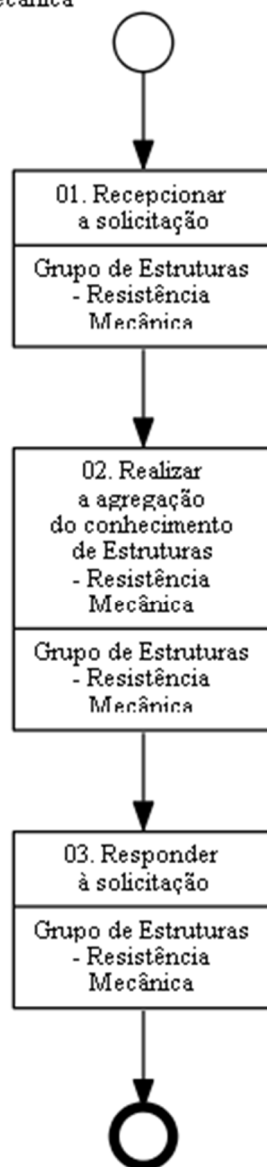 01. Recepcionar
a solicitação
Grupo de Estruturas
- Resistência
Mecânica
02. Realizar
a agregação
do conhecimento
de Estruturas
- Resistência
Mecânica
Grupo de Estruturas
- Resistência
Mecânica
03. Responder
à solicitação
Grupo de Estruturas
- Resistência
Mecânica